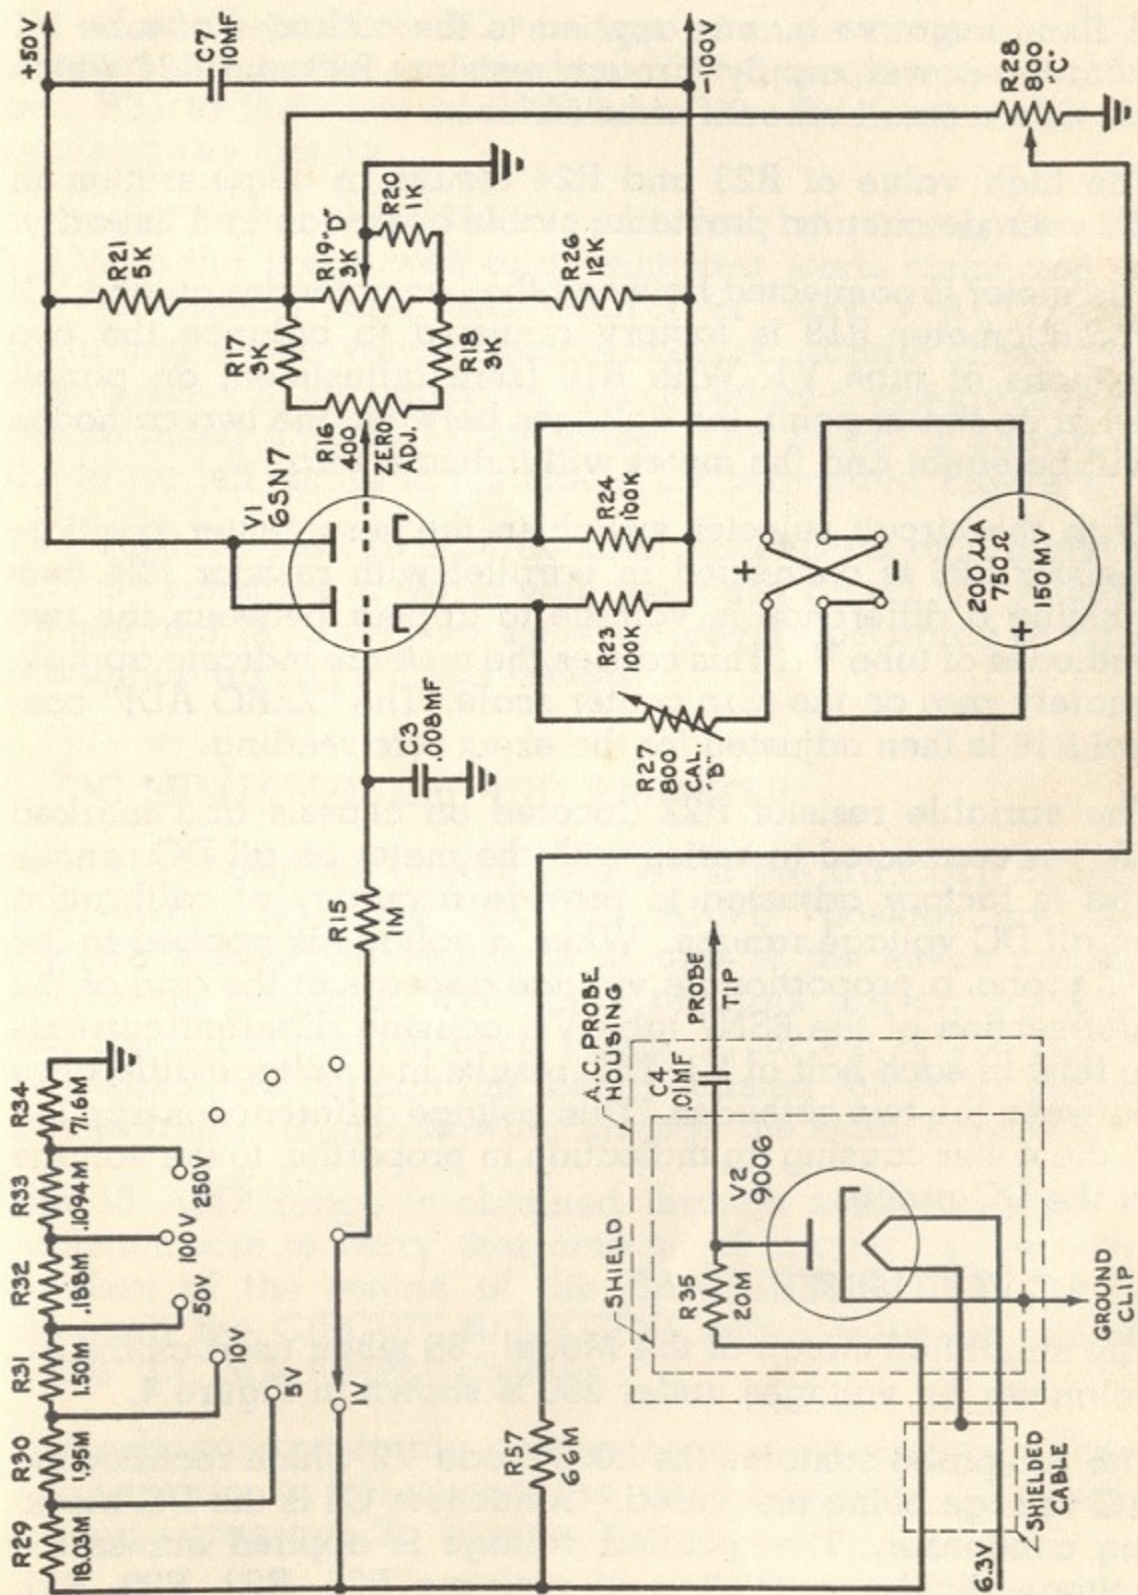 +50V
C7
10MF
-100V
R28
800
"C"
R21
5K
R17
3K
R19 "D"
3K
R20
1K
R16
400
ZERO
ADJ.
R18
3K
R26
12K
V1
6SN7
R23
100K
R24
100K
R27
800
CAL.
"B"
+
-
200 µA
750 Ω
150 MV
+
-
C3
.008MF
R15
1M
R29
18.03M
R30
1.95M
R31
1.50M
R32
.188M
R33
.1094M
R34
71.6M
1V
5V
10V
50V
100V
250V
R57
66M
A.C. PROBE
HOUSING
SHIELD
C4
.01MF
PROBE
TIP
R35
20M
V2
9006
GROUND
CLIP
SHIELDED
CABLE
6.3V